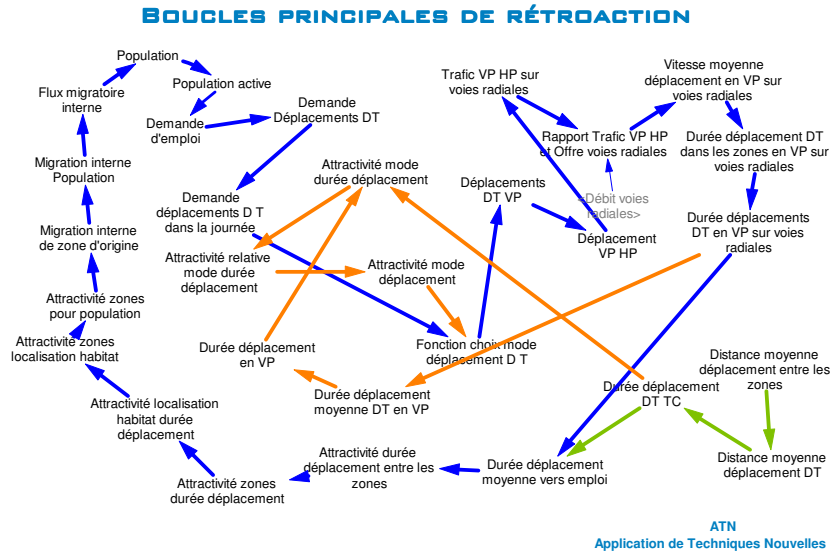 Boucles principales de rétroaction
Population
Population active
Flux migratoire
interne
Demande
d'emploi
Demande
Déplacements DT
Migration interne
Population
Migration interne
de zone d'origine
Attractivité zones
pour population
Attractivité zones
localisation habitat
Attractivité localisation
habitat durée
déplacement
Attractivité zones
durée déplacement
Attractivité durée
déplacement entre les
zones
Durée déplacement
moyenne vers emploi
Demande
déplacements D T
dans la journée
Attractivité mode
durée déplacement
Attractivité relative
mode durée
déplacement
Attractivité mode
déplacement
Durée déplacement
en VP
Durée déplacement
moyenne DT en VP
Fonction choix mode
déplacement D T
Déplacements
DT VP
Déplacement
VP HP
Trafic VP HP sur
voies radiales
Rapport Trafic VP HP
et Offre voies radiales
<Débit voies
radiales>
Vitesse moyenne
déplacement en VP sur
voies radiales
Durée déplacement DT
dans les zones en VP sur
voies radiales
Durée déplacements
DT en VP sur voies
radiales
Distance moyenne
déplacement entre les
zones
Durée déplacement
DT TC
Distance moyenne
déplacement DT
ATN
Application de Techniques Nouvelles